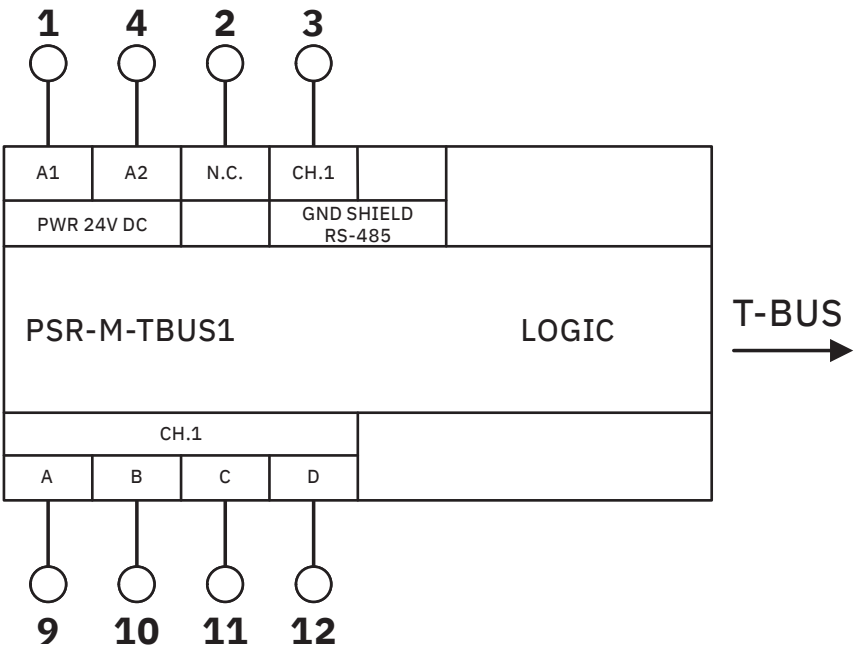 1 4 2 3
A1 A2 N.C. CH.1
PWR 24V DC
GND SHIELD
RS-485
PSR-M-TBUS1
LOGIC
T-BUS
CH.1
A B C D
9 10 11 12